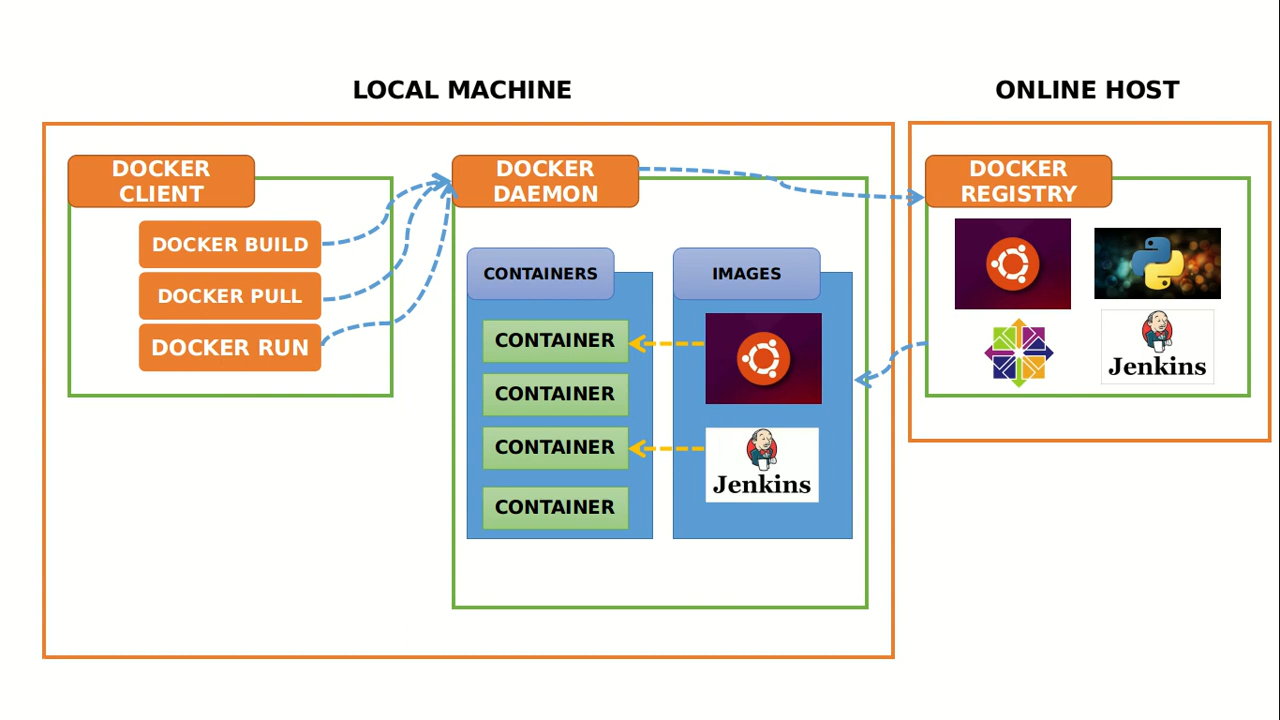 LOCAL MACHINE
ONLINE HOST
DOCKER
CLIENT
DOCKER BUILD
DOCKER PULL
DOCKER RUN
DOCKER
DAEMON
CONTAINERS
CONTAINER
CONTAINER
CONTAINER
CONTAINER
IMAGES
Jenkins
DOCKER
REGISTRY
Jenkins